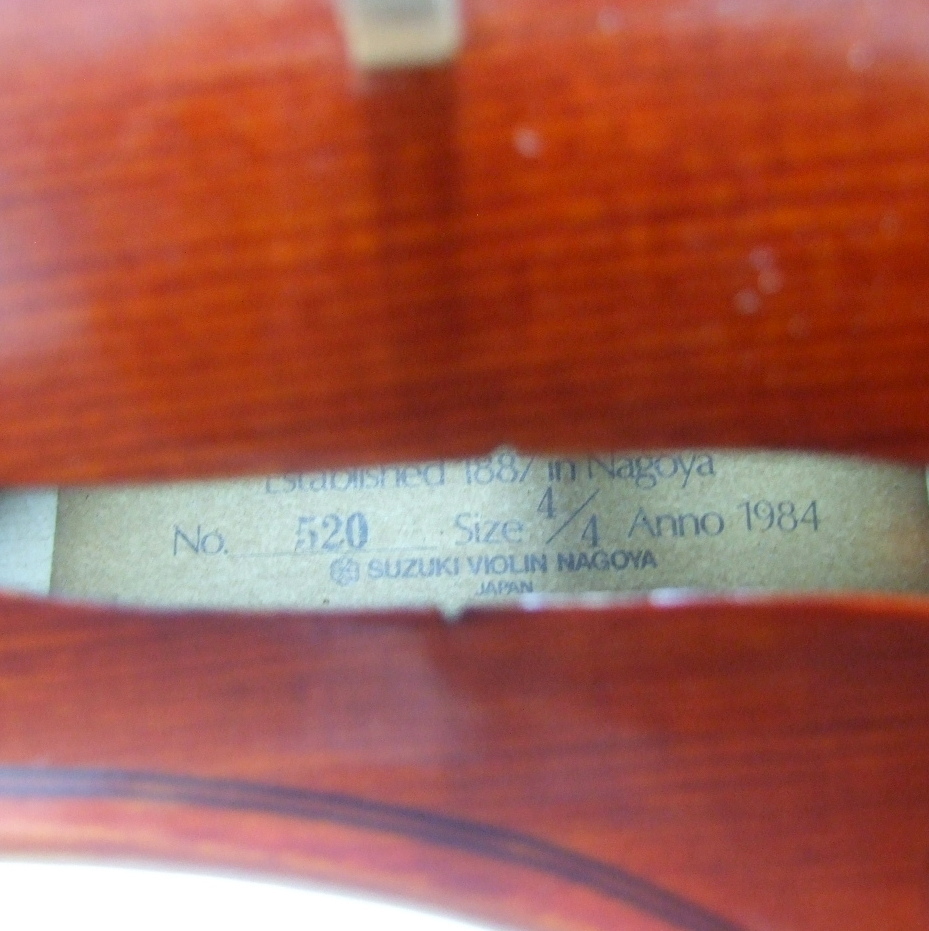 Established 1887 in Nagoya
No. 520 Size 4/4 Anno 1984
SUZUKI VIOLIN NAGOYA
JAPAN